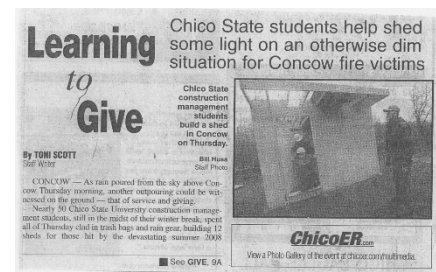 Learning
to
Give
Chico State students help shed
some light on an otherwise dim
situation for Concow fire victims
Chico State
construction
management
students
build a shed
in Concow
on Thursday.
Bill Husa
Staff Photo
By TONI SCOTT
Staff Writer
CONCOW — As rain poured from the sky above Con-
cow Thursday morning, another outpouring could be wit-
nessed on the ground — that of service and giving.
Nearly 50 Chico State University construction manage-
ment students, still in the midst of their winter break, spent
all of Thursday clad in trash bags and rain gear, building 12
sheds for those hit by the devastating summer 2008
See GIVE, 9A
ChicoER.com
View a Photo Gallery of the event at chicoer.com/multimedia.